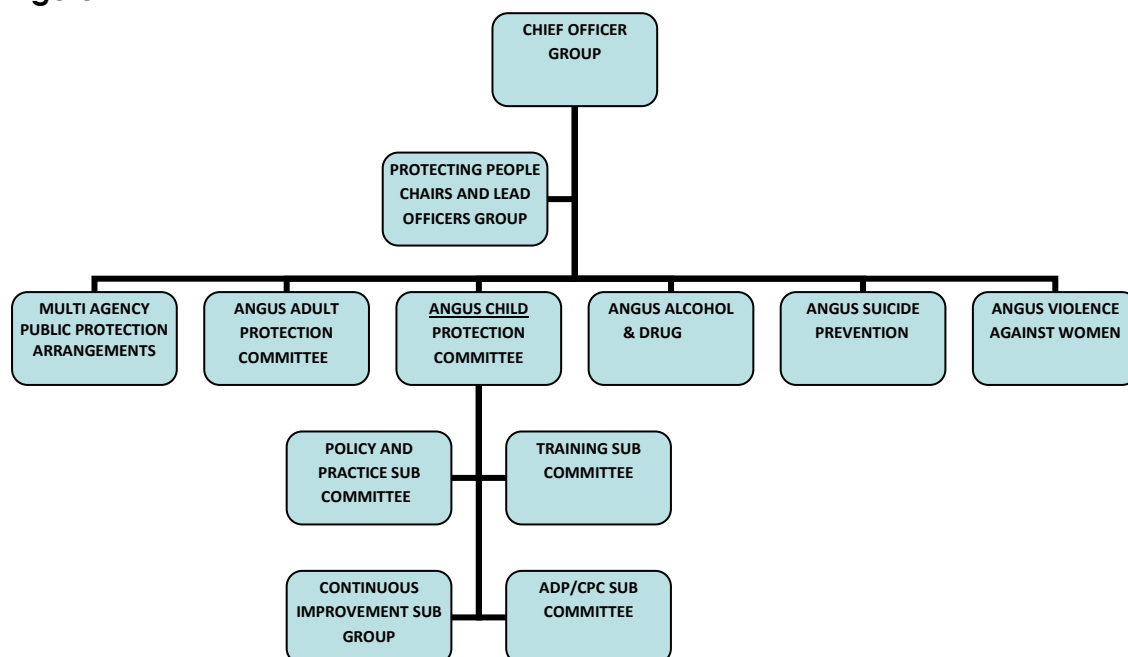 CHIEF OFFICER
GROUP
PROTECTING PEOPLE
CHAIRS AND LEAD
OFFICERS GROUP
MULTI AGENCY
PUBLIC PROTECTION
ARRANGEMENTS
ANGUS ADULT
PROTECTION
COMMITTEE
ANGUS CHILD
PROTECTION
COMMITTEE
ANGUS ALCOHOL
& DRUG
ANGUS SUICIDE
PREVENTION
ANGUS VIOLENCE
AGAINST WOMEN
POLICY AND
PRACTICE SUB
COMMITTEE
TRAINING SUB
COMMITTEE
CONTINUOUS
IMPROVEMENT SUB
GROUP
ADP/CPC SUB
COMMITTEE